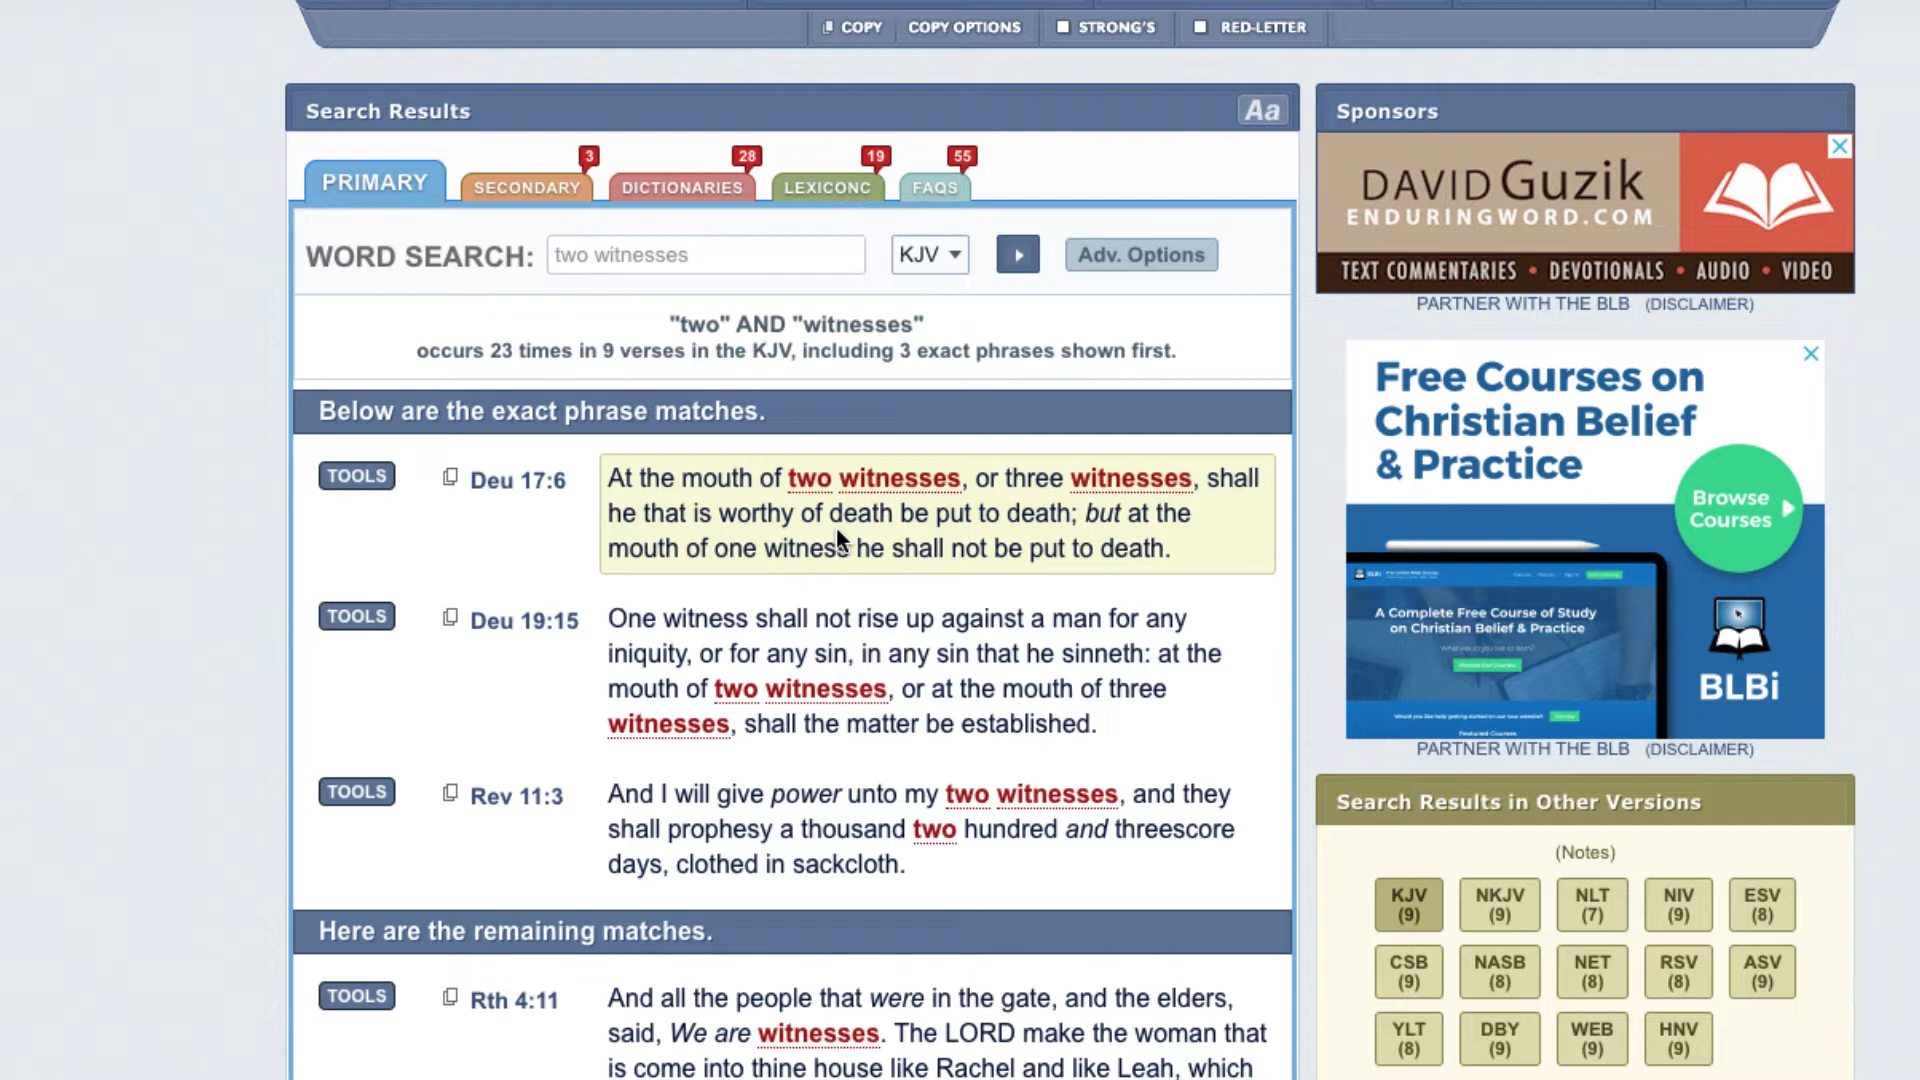 COPY
COPY OPTIONS
STRONG'S
RED-LETTER
Search Results
Aa
PRIMARY
SECONDARY
3
DICTIONARIES
28
LEXICONC
19
FAQS
55
WORD SEARCH:
two witnesses
KJV
Adv. Options
"two" AND "witnesses"
occurs 23 times in 9 verses in the KJV, including 3 exact phrases shown first.
Below are the exact phrase matches.
TOOLS
Deu 17:6
At the mouth of two witnesses, or three witnesses, shall
he that is worthy of death be put to death; but at the
mouth of one witness he shall not be put to death.
TOOLS
Deu 19:15
One witness shall not rise up against a man for any
iniquity, or for any sin, in any sin that he sinneth: at the
mouth of two witnesses, or at the mouth of three
witnesses, shall the matter be established.
TOOLS
Rev 11:3
And I will give power unto my two witnesses, and they
shall prophesy a thousand two hundred and threescore
days, clothed in sackcloth.
Here are the remaining matches.
TOOLS
Rth 4:11
And all the people that were in the gate, and the elders,
said, We are witnesses. The LORD make the woman that
is come into thine house like Rachel and like Leah, which
Sponsors
DAVID Guzik
ENDURINGWORD.COM
TEXT COMMENTARIES • DEVOTIONALS • AUDIO • VIDEO
PARTNER WITH THE BLB (DISCLAIMER)
Free Courses on
Christian Belief
& Practice
Browse
Courses
A Complete Free Course of Study
on Christian Belief & Practice
BLBi
PARTNER WITH THE BLB (DISCLAIMER)
Search Results in Other Versions
(Notes)
KJV
(9)
NKJV
(9)
NLT
(7)
NIV
(9)
ESV
(8)
CSB
(9)
NASB
(8)
NET
(8)
RSV
(8)
ASV
(9)
YLT
(8)
DBY
(9)
WEB
(9)
HNV
(9)